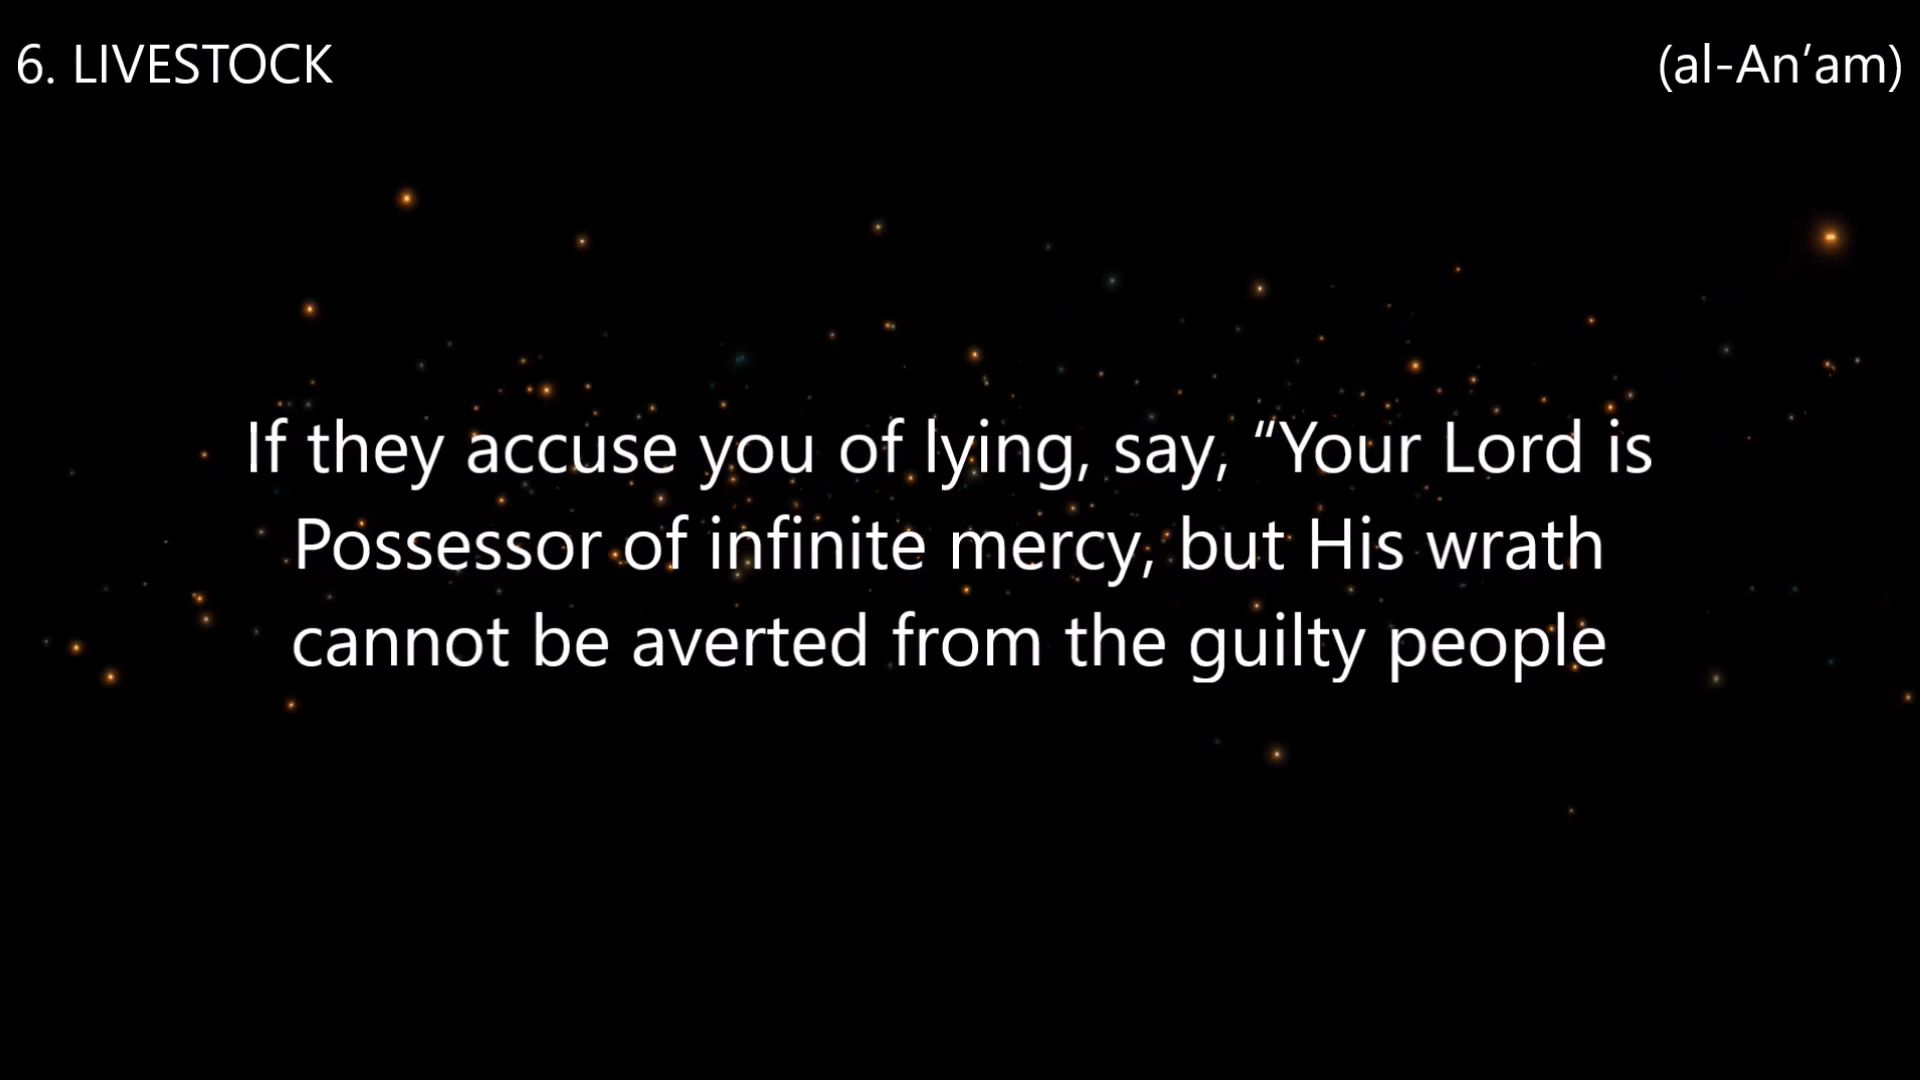 6. LIVESTOCK
(al-An’am)
If they accuse you of lying, say, “Your Lord is
Possessor of infinite mercy, but His wrath
cannot be averted from the guilty people